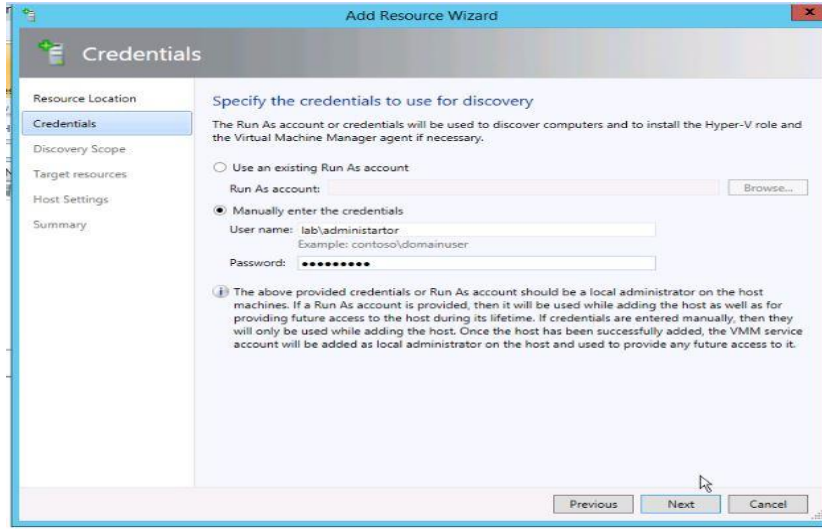 Add Resource Wizard
x
Credentials
Resource Location
Credentials
Discovery Scope
Target resources
Host Settings
Summary
Specify the credentials to use for discovery
The Run As account or credentials will be used to discover computers and to install the Hyper-V role and
the Virtual Machine Manager agent if necessary.
Use an existing Run As account
Run As account:
Browse...
Manually enter the credentials
User name: lab\administartor
Example: contoso\domainuser
Password: •••••••••
The above provided credentials or Run As account should be a local administrator on the host
machines. If a Run As account is provided, then it will be used while adding the host as well as for
providing future access to the host during its lifetime. If credentials are entered manually, then they
will only be used while adding the host. Once the host has been successfully added, the VMM service
account will be added as local administrator on the host and used to provide any future access to it.
Previous Next Cancel